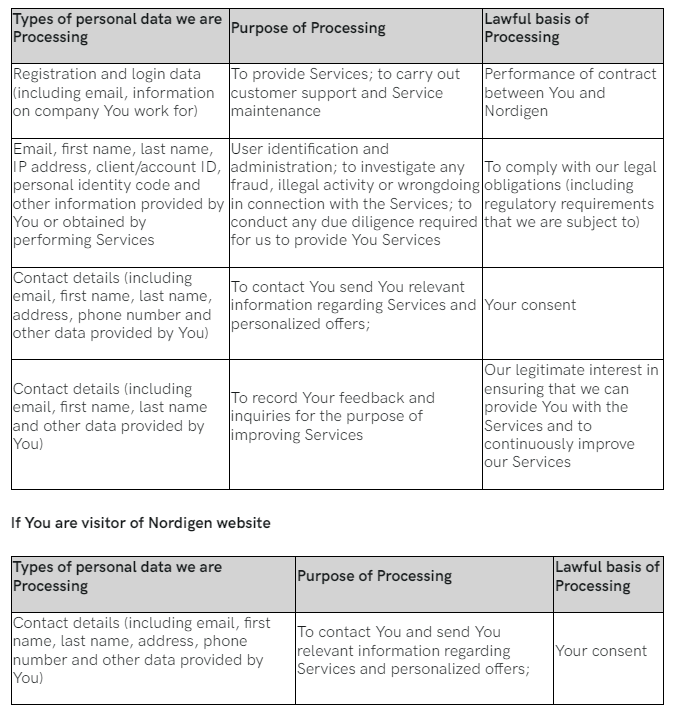 Types of personal data we are
Processing
Purpose of Processing
Lawful basis of
Processing
Registration and login data
(including email, information
on company You work for)
To provide Services; to carry out
customer support and Service
maintenance
Performance of contract
between You and
Nordigen
Email, first name, last name,
IP address, client/account ID,
personal identity code and
other information provided by
You or obtained by
performing Services
User identification and
administration; to investigate any
fraud, illegal activity or wrongdoing
in connection with the Services; to
conduct any due diligence required
for us to provide You Services
To comply with our legal
obligations (including
regulatory requirements
that we are subject to)
Contact details (including
email, first name, last name,
address, phone number and
other data provided by You)
To contact You send You relevant
information regarding Services and
personalized offers;
Your consent
Contact details (including
email, first name, last name
and other data provided by
You)
To record Your feedback and
inquiries for the purpose of
improving Services
Our legitimate interest in
ensuring that we can
provide You with the
Services and to
continuously improve
our Services
If You are visitor of Nordigen website
Types of personal data we are
Processing
Purpose of Processing
Lawful basis of
Processing
Contact details (including email, first
name, last name, address, phone
number and other data provided by
You)
To contact You and send You
relevant information regarding
Services and personalized offers;
Your consent